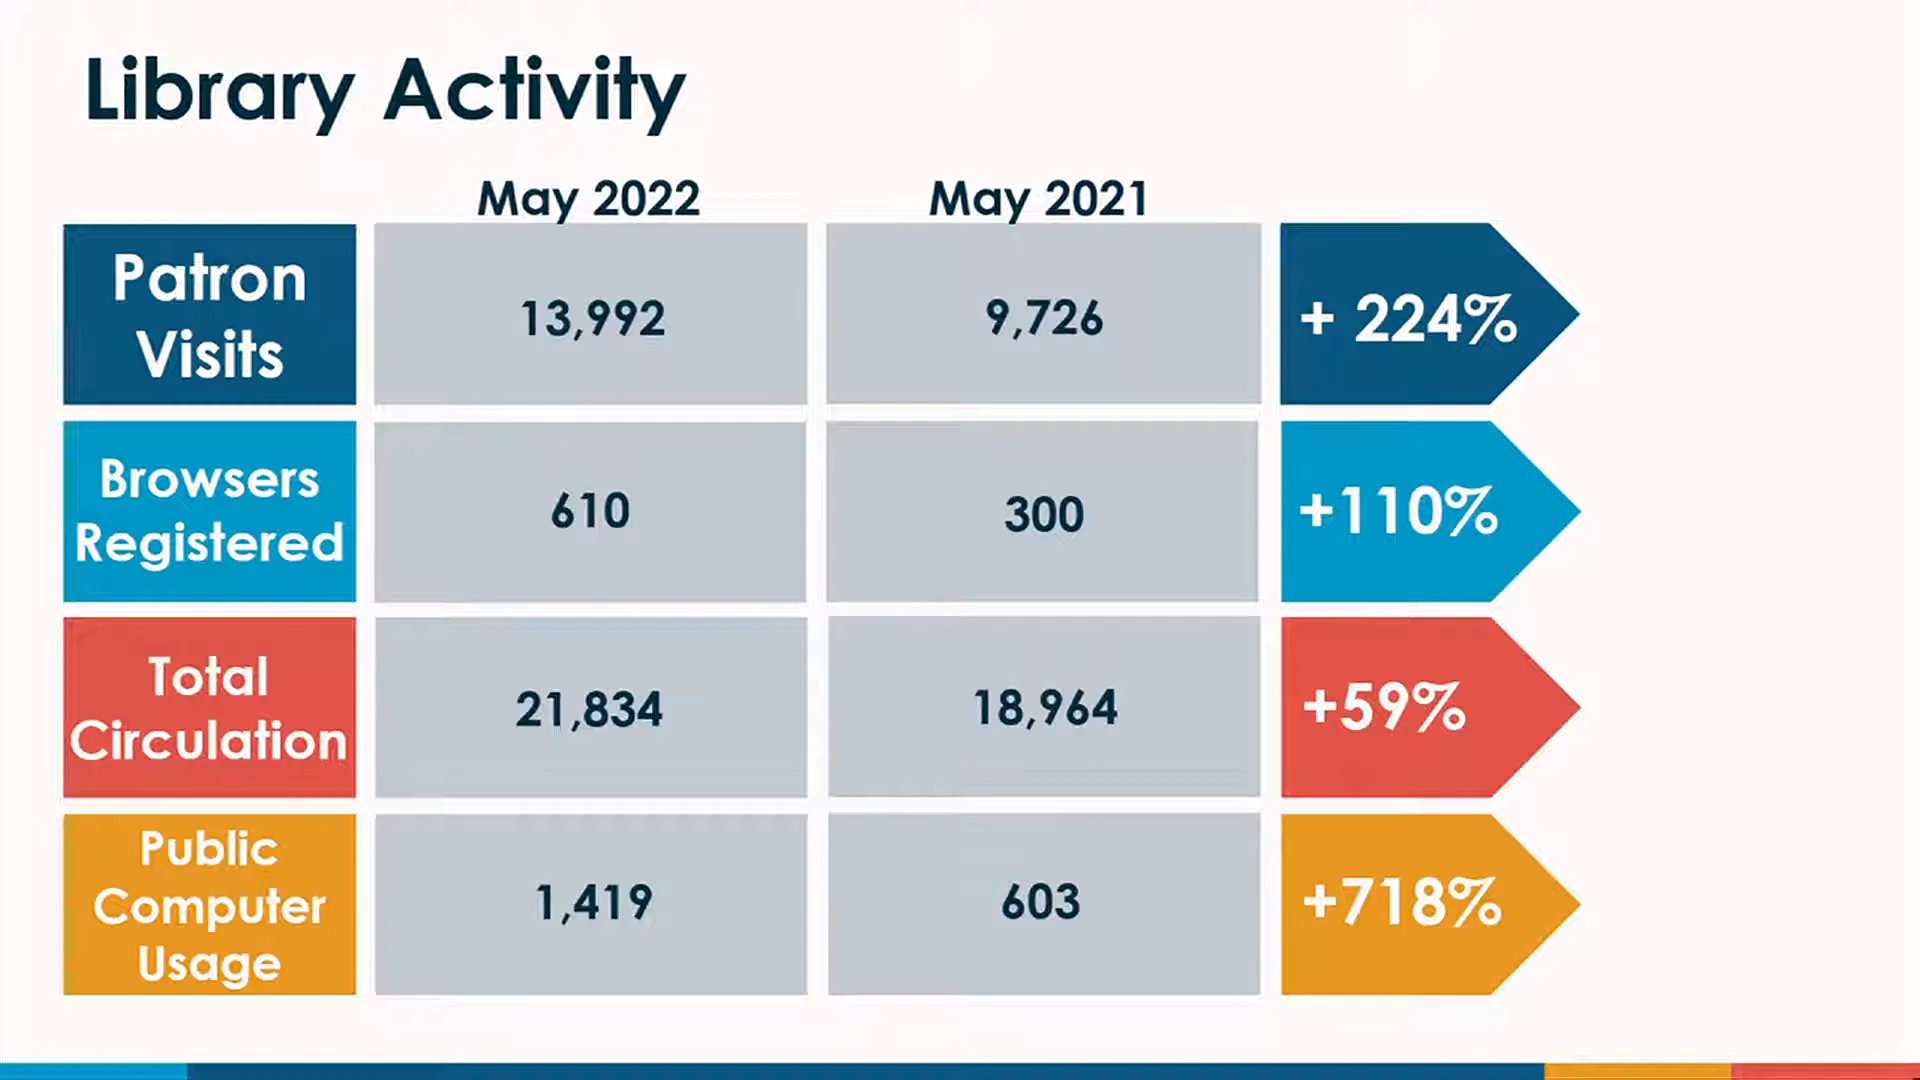 Library Activity
May 2022 May 2021
Patron
Visits
13,992 9,726 + 224%
Browsers
Registered
610 300 +110%
Total
Circulation
21,834 18,964 +59%
Public
Computer
Usage
1,419 603 +718%